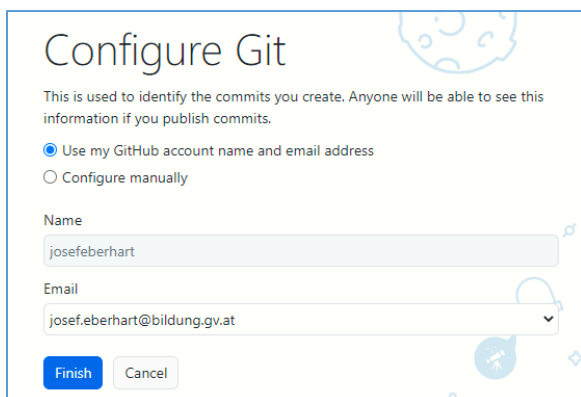 Configure Git
This is used to identify the commits you create. Anyone will be able to see this
information if you publish commits.
Use my GitHub account name and email address
Configure manually
Name
josefeberhart
Email
josef.eberhart@bildung.gv.at
Finish Cancel